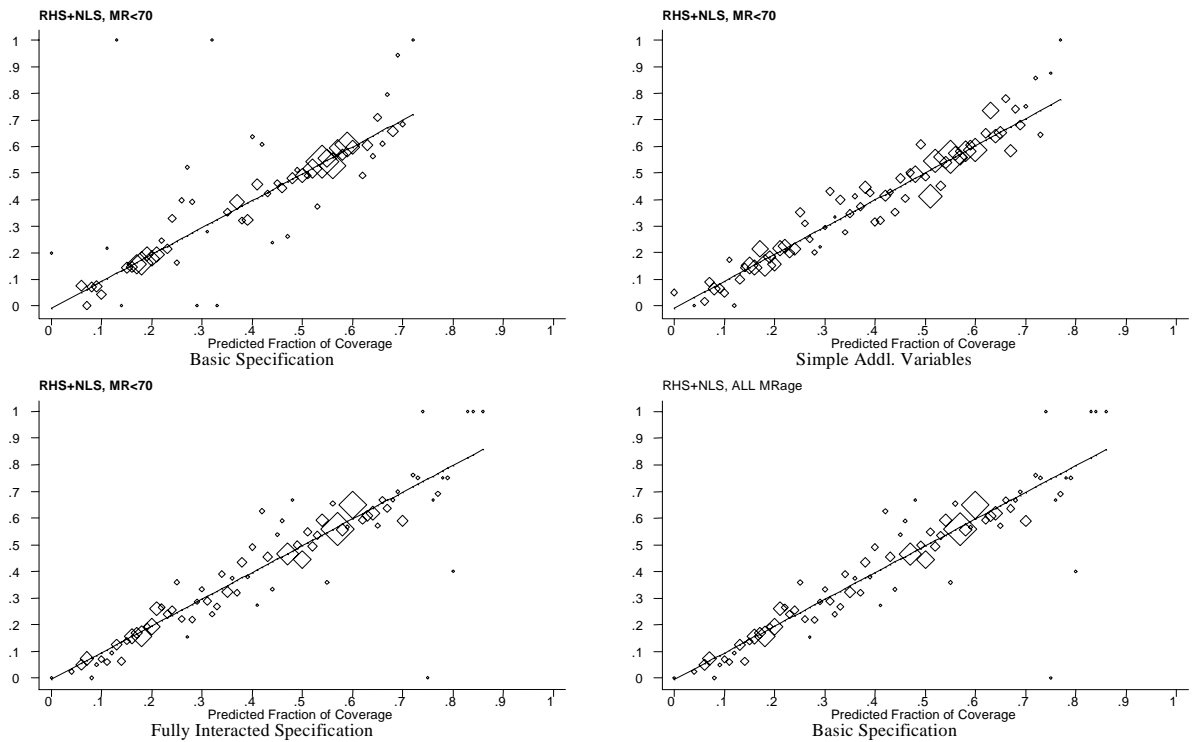 RHS+NLS, MR<70
1
.9
.8
.7
.6
.5
.4
.3
.2
.1
0
0 .1 .2 .3 .4 .5 .6 .7 .8 .9 1
Predicted Fraction of Coverage
Basic Specification
RHS+NLS, MR<70
1
.9
.8
.7
.6
.5
.4
.3
.2
.1
0
0 .1 .2 .3 .4 .5 .6 .7 .8 .9 1
Predicted Fraction of Coverage
Simple Addl. Variables
RHS+NLS, MR<70
1
.9
.8
.7
.6
.5
.4
.3
.2
.1
0
0 .1 .2 .3 .4 .5 .6 .7 .8 .9 1
Predicted Fraction of Coverage
Fully Interacted Specification
RHS+NLS, ALL MRage
1
.9
.8
.7
.6
.5
.4
.3
.2
.1
0
0 .1 .2 .3 .4 .5 .6 .7 .8 .9 1
Predicted Fraction of Coverage
Basic Specification